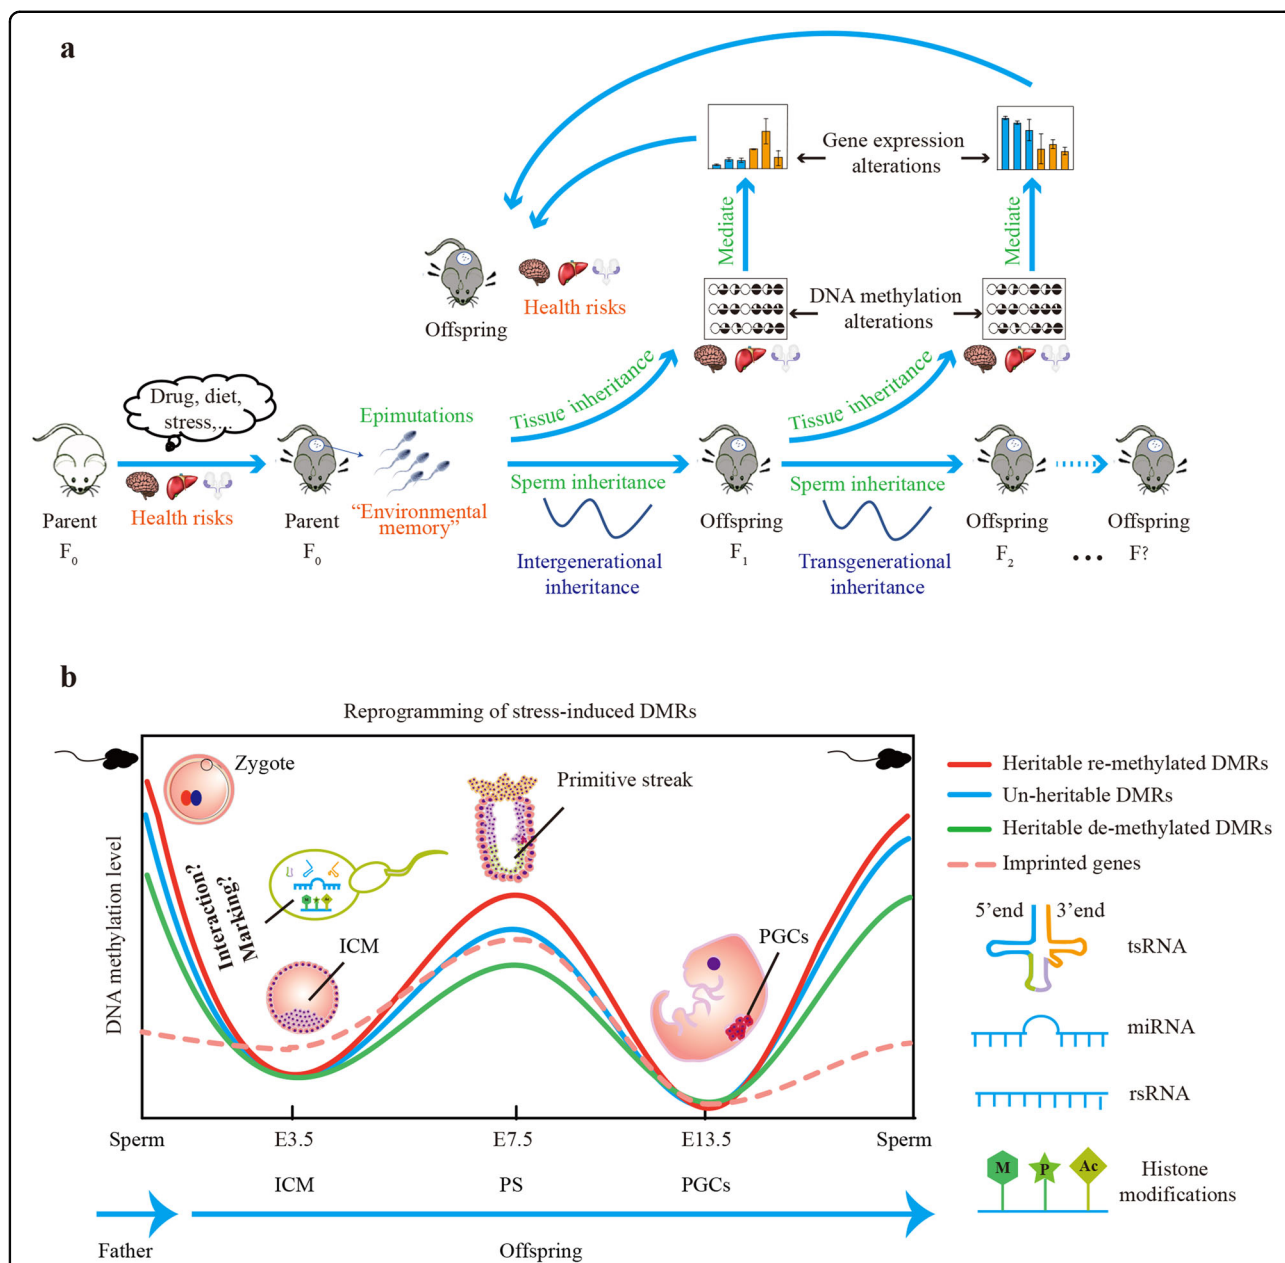 a
Gene expression
alterations
Mediate
Mediate
DNA methylation
alterations
Offspring
Health risks
Drug, diet,
stress,...
Epimutations
Tissue inheritance
Tissue inheritance
Parent
F0
Health risks
Parent
F0
“Environmental
memory”
Sperm inheritance
Intergenerational
inheritance
Offspring
F1
Sperm inheritance
Transgenerational
inheritance
Offspring
F2
...
Offspring
F?
b
Reprogramming of stress-induced DMRs
DNA methylation level
Zygote
Interaction?
Marking?
M P Ac
ICM
Primitive streak
PGCs
Sperm E3.5 E7.5 E13.5 Sperm
ICM PS PGCs
Father Offspring
Heritable re-methylated DMRs
Un-heritable DMRs
Heritable de-methylated DMRs
Imprinted genes
5’end 3’end
tsRNA
miRNA
rsRNA
M P Ac
Histone
modifications